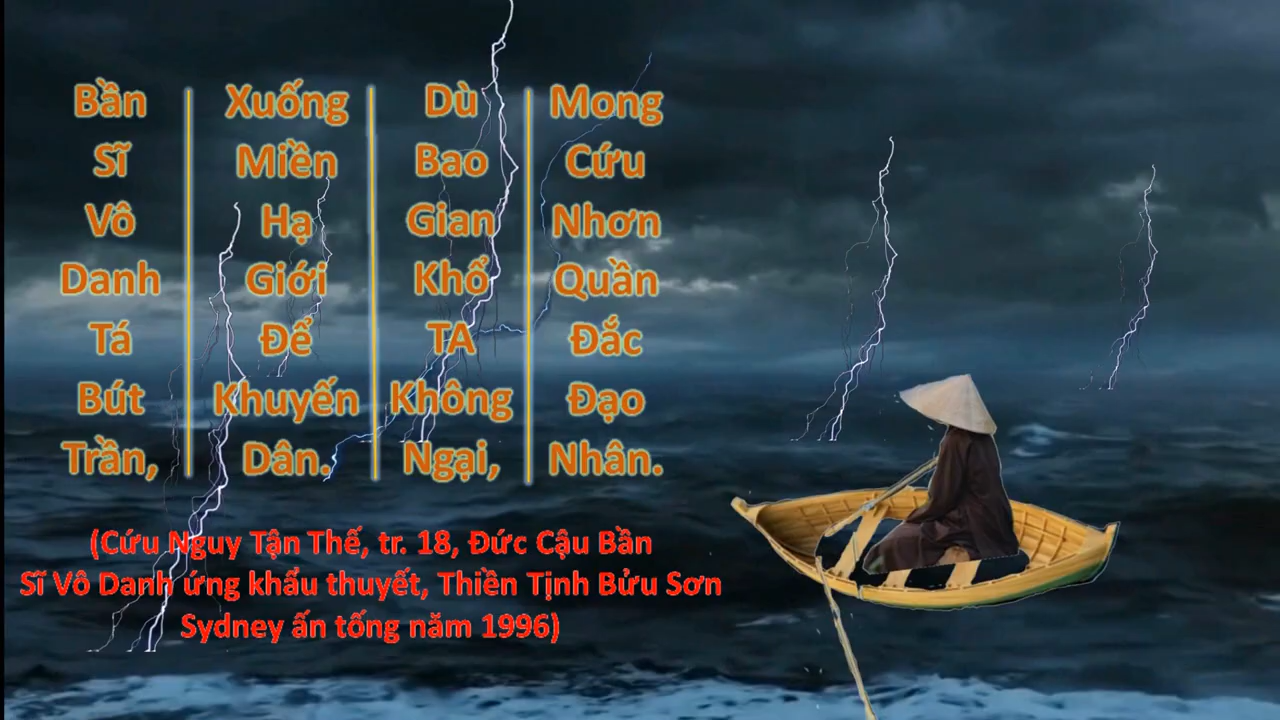 Bần Sĩ Vô Danh Tá Bút Trần,
Xuống Miền Hạ Giới Để Khuyến Dân.
Dù Bao Gian Khổ TA Không Ngại,
Mong Cứu Nhơn Quần Đắc Đạo Nhân.
(Cứu Nguy Tận Thế, tr. 18, Đức Cậu Bần
Sĩ Vô Danh ứng khẩu thuyết, Thiền Tịnh Bửu Sơn
Sydney ấn tống năm 1996)